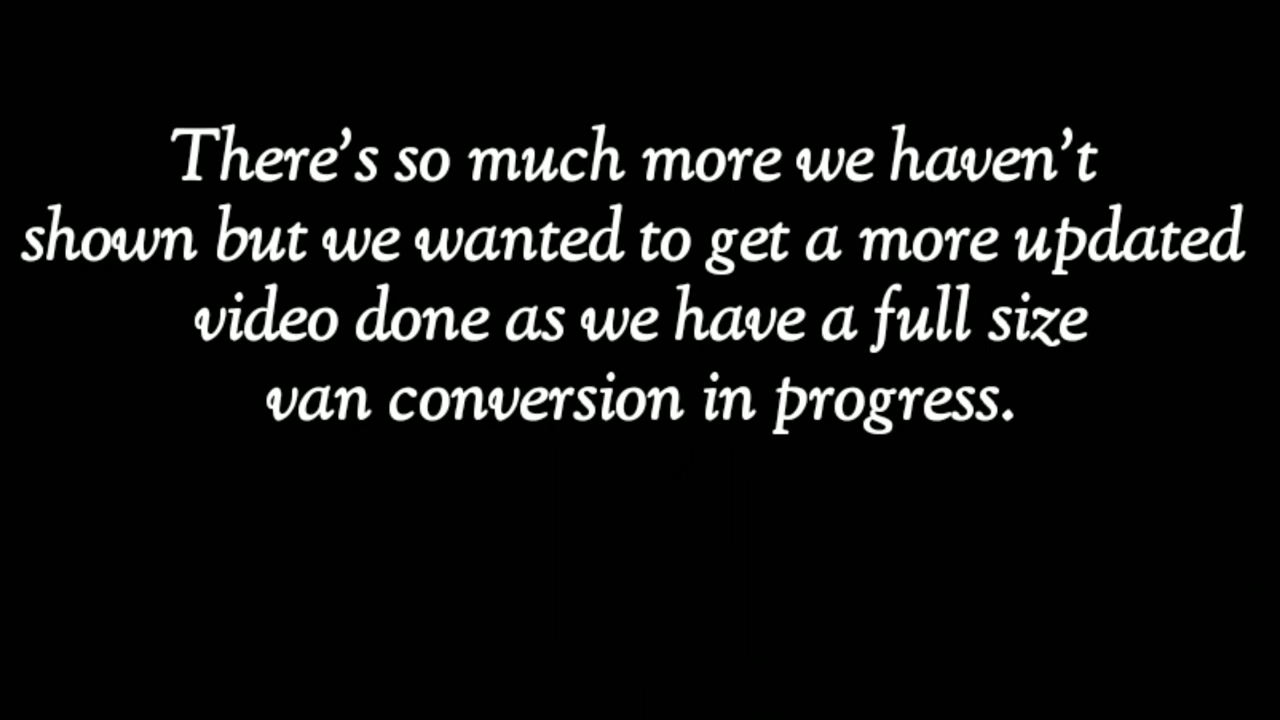 There’s so much more we haven’t
shown but we wanted to get a more updated
video done as we have a full size
van conversion in progress.